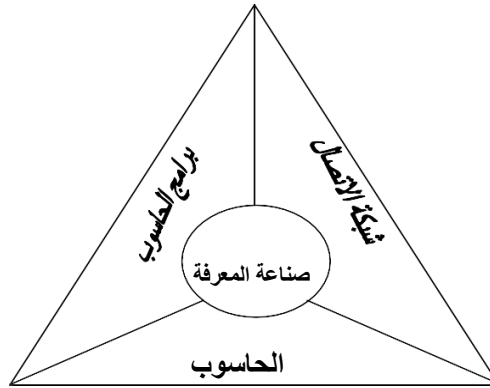 شبكة الاتصال
برامج الحاسوب
صناعة المعرفة
الحاسوب